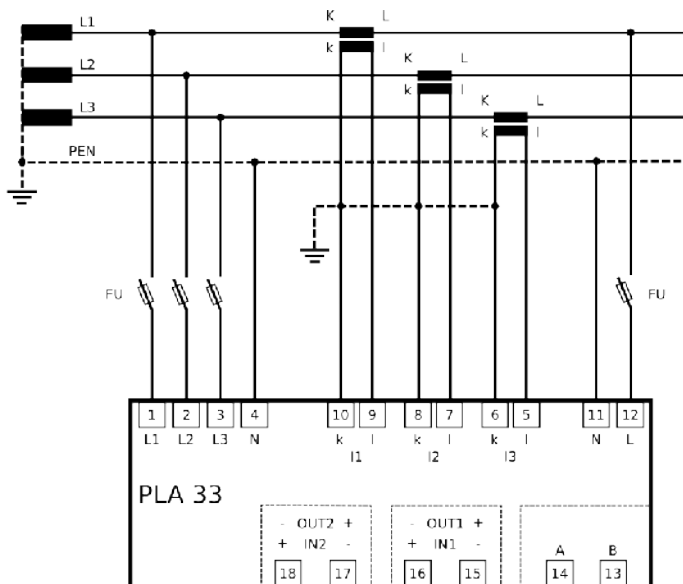 L1 K L
k l
L2 K L
k l
L3 K L
k l
PEN
FU FU
1 2 3 4 10 9 8 7 6 5 11 12
L1 L2 L3 N k l k l k l N L
I1 I2 I3
PLA 33
- OUT2 + - OUT1 +
+ IN2 - + IN1 - A B
18 17 16 15 14 13